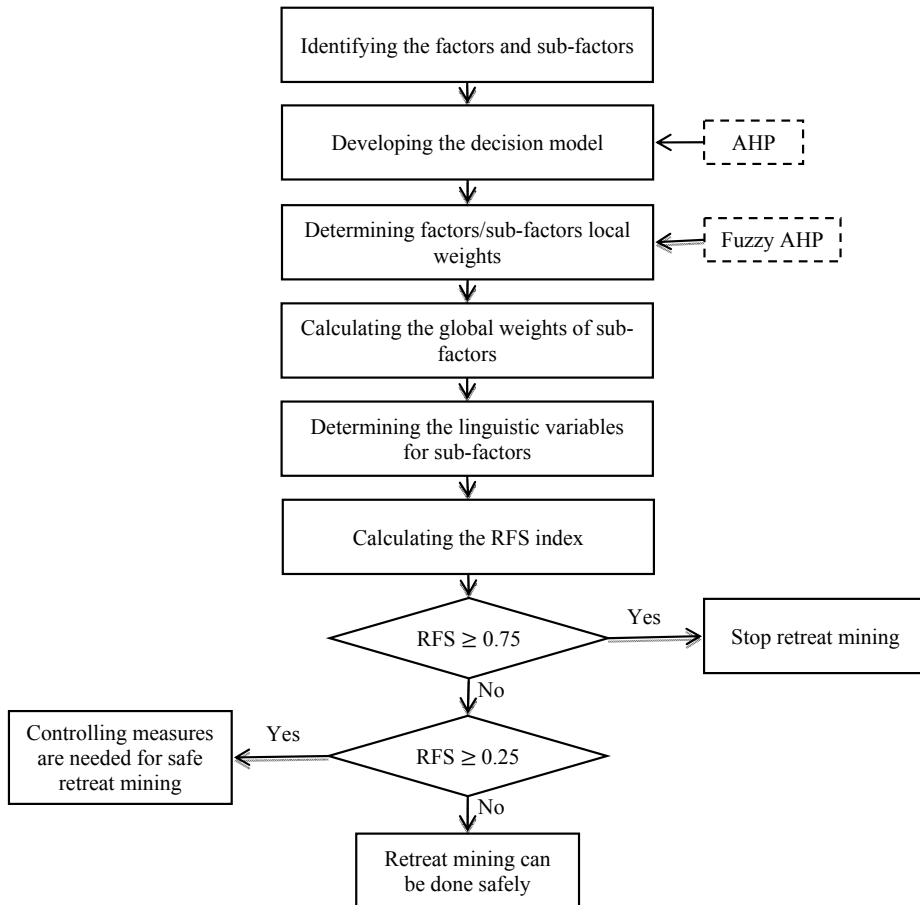 Identifying the factors and sub-factors
Developing the decision model
AHP
Determining factors/sub-factors local
weights
Fuzzy AHP
Calculating the global weights of sub-
factors
Determining the linguistic variables
for sub-factors
Calculating the RFS index
RFS ≥ 0.75
Yes
Stop retreat mining
No
RFS ≥ 0.25
Yes
Controlling measures
are needed for safe
retreat mining
No
Retreat mining can
be done safely